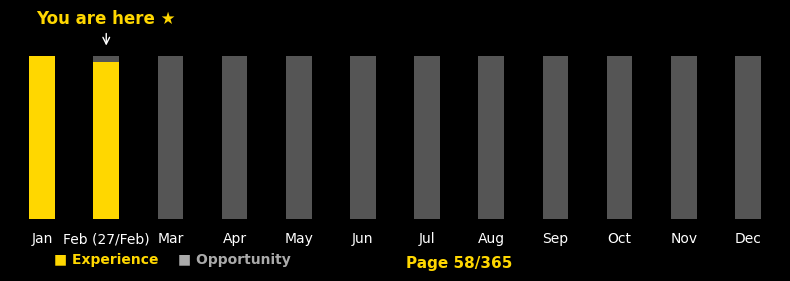 You are here ★
Jan Feb (27/Feb) Mar Apr May Jun Jul Aug Sep Oct Nov Dec
■ Experience ■ Opportunity Page 58/365